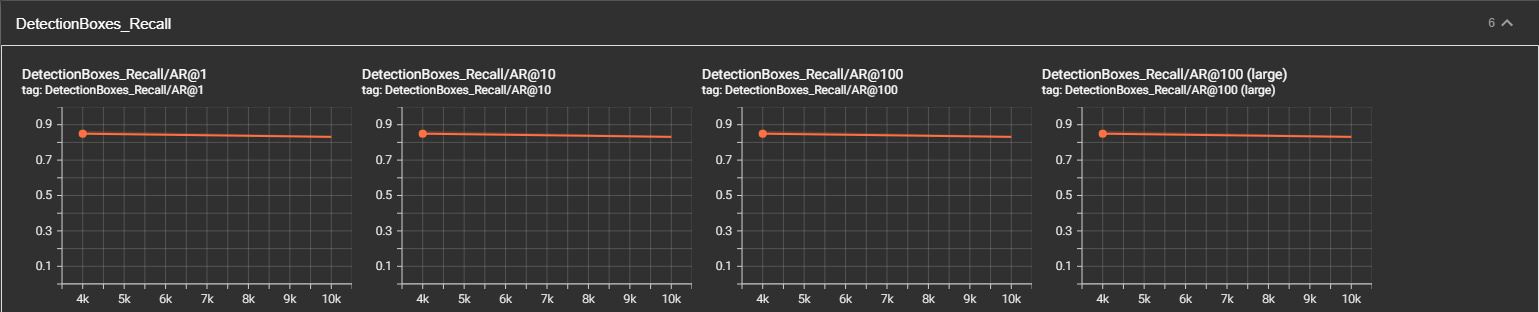 DetectionBoxes_Recall
6
DetectionBoxes_Recall/AR@1
tag: DetectionBoxes_Recall/AR@1
0.9
0.7
0.5
0.3
0.1
4k 5k 6k 7k 8k 9k 10k
DetectionBoxes_Recall/AR@10
tag: DetectionBoxes_Recall/AR@10
0.9
0.7
0.5
0.3
0.1
4k 5k 6k 7k 8k 9k 10k
DetectionBoxes_Recall/AR@100
tag: DetectionBoxes_Recall/AR@100
0.9
0.7
0.5
0.3
0.1
4k 5k 6k 7k 8k 9k 10k
DetectionBoxes_Recall/AR@100 (large)
tag: DetectionBoxes_Recall/AR@100 (large)
0.9
0.7
0.5
0.3
0.1
4k 5k 6k 7k 8k 9k 10k